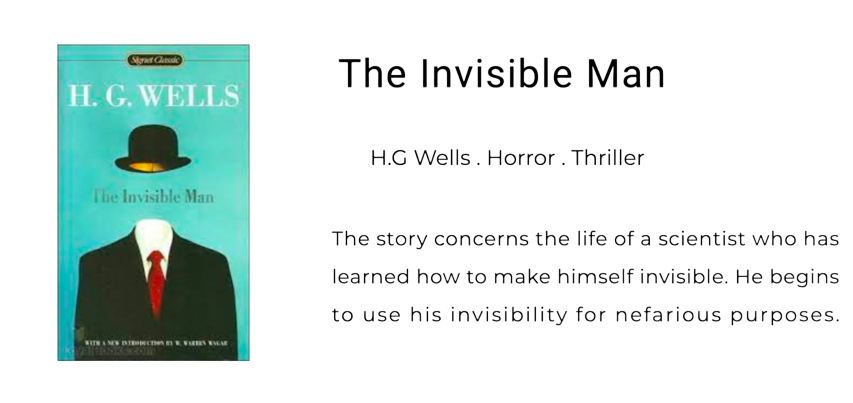 Signet Classic
H. G. WELLS
The Invisible Man
WITH A NEW INTRODUCTION BY W. WARREN WAGAR
The Invisible Man
H.G Wells . Horror . Thriller
The story concerns the life of a scientist who has
learned how to make himself invisible. He begins
to use his invisibility for nefarious purposes.